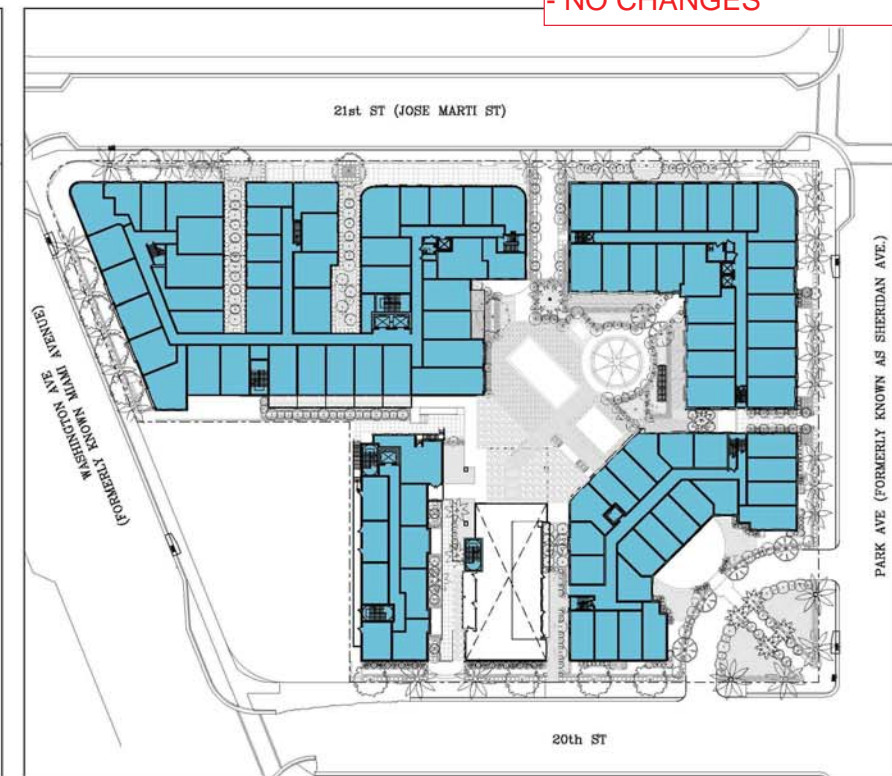 - NO CHANGES
21st ST (JOSE MARTI ST)
WASHINGTON AVE
(FORMERLY KNOWN MIAMI AVENUE)
PARK AVE (FORMERLY KNOWN AS SHERIDAN AVE.)
20th ST